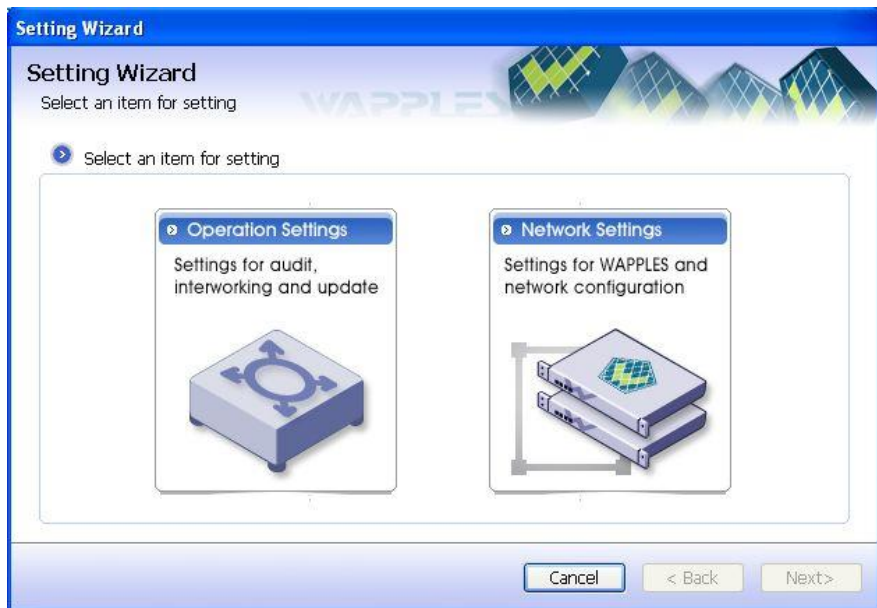 Setting Wizard
Setting Wizard
Select an item for setting
WAPPLES
Select an item for setting
Operation Settings
Settings for audit,
interworking and update
Network Settings
Settings for WAPPLES and
network configuration
Cancel
< Back
Next>